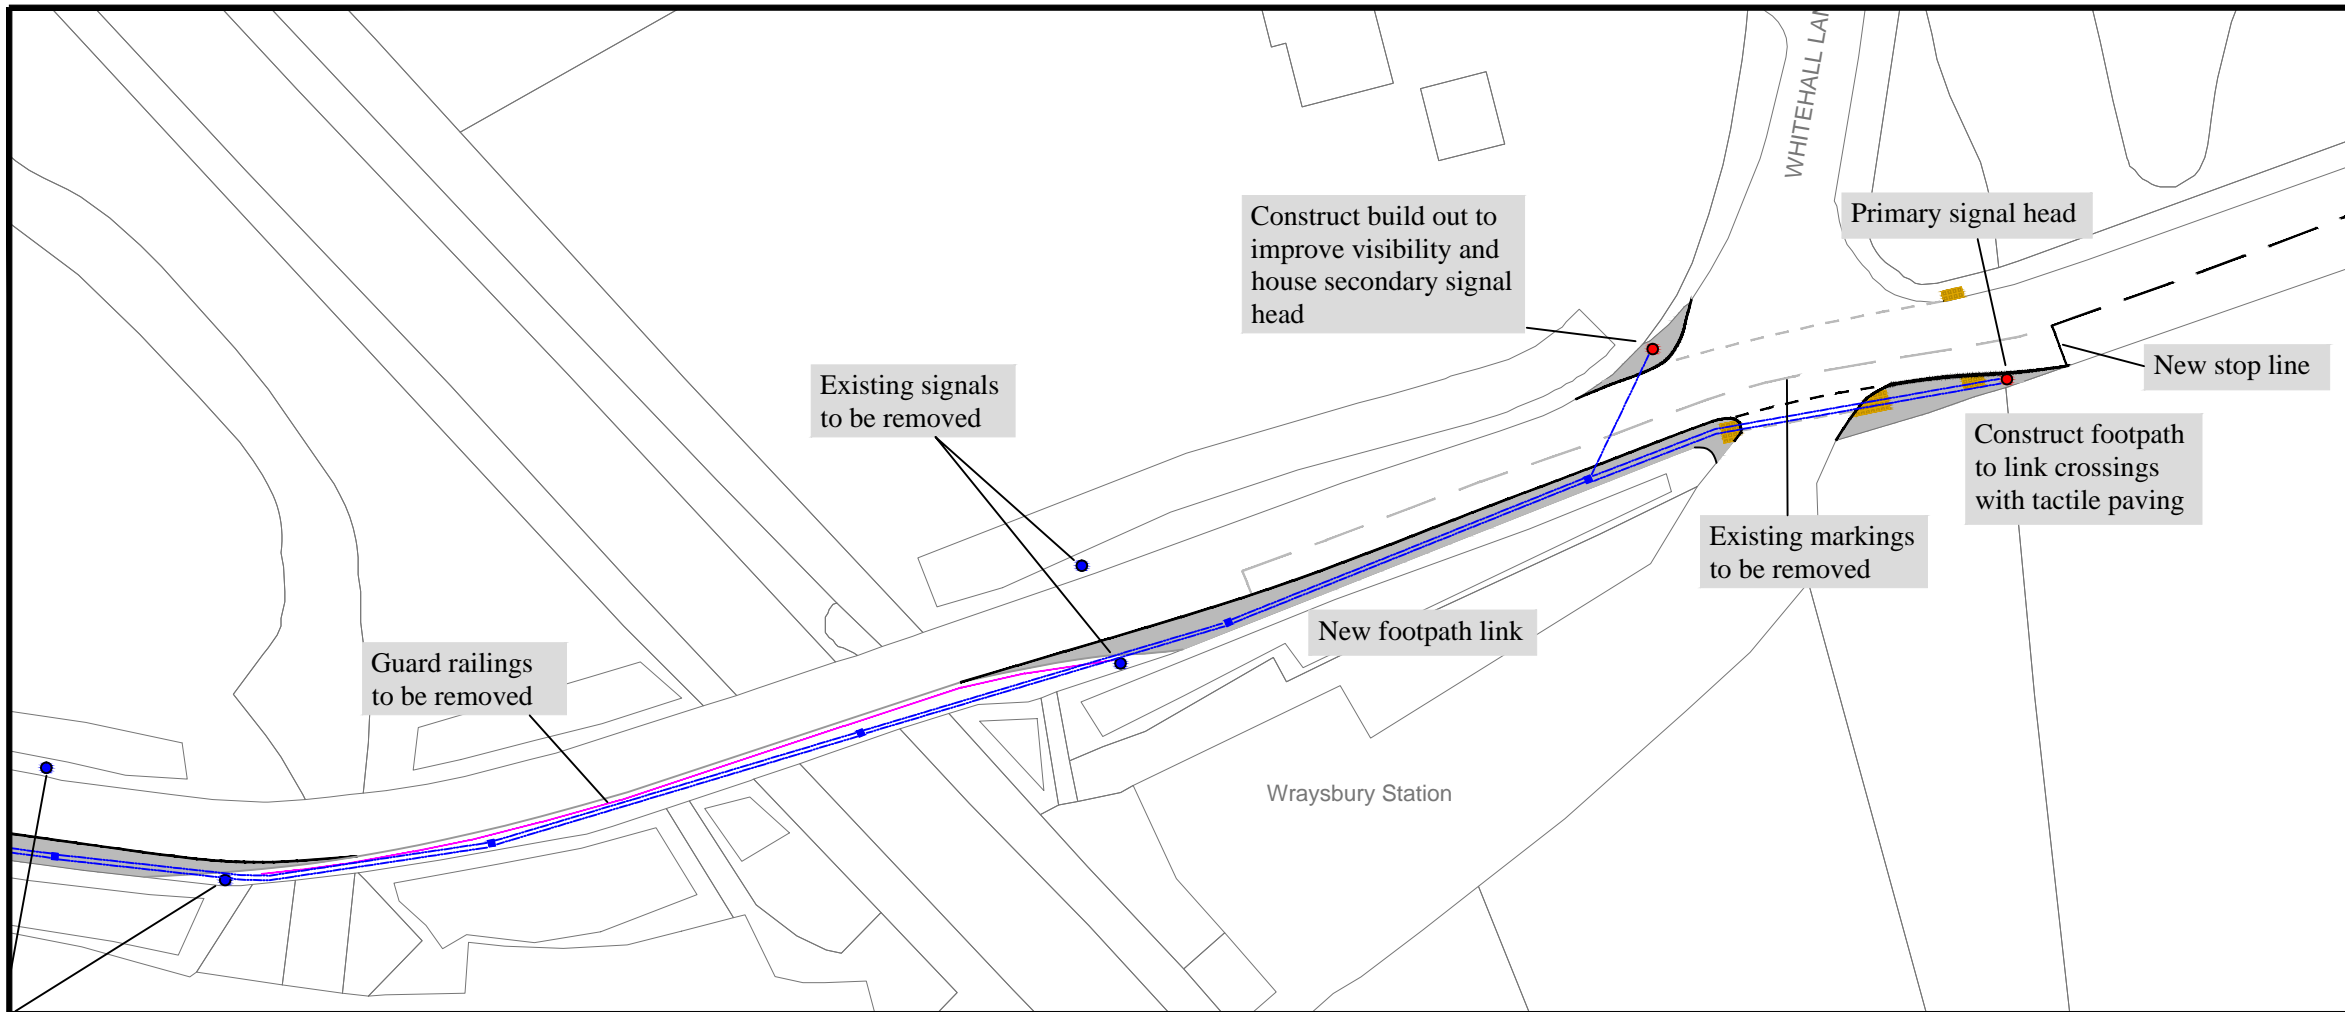 WHITEHALL LAN
Primary signal head
Construct build out to
improve visibility and
house secondary signal
head
New stop line
Existing signals
to be removed
Construct footpath
to link crossings
with tactile paving
Existing markings
to be removed
New footpath link
Guard railings
to be removed
Wraysbury Station